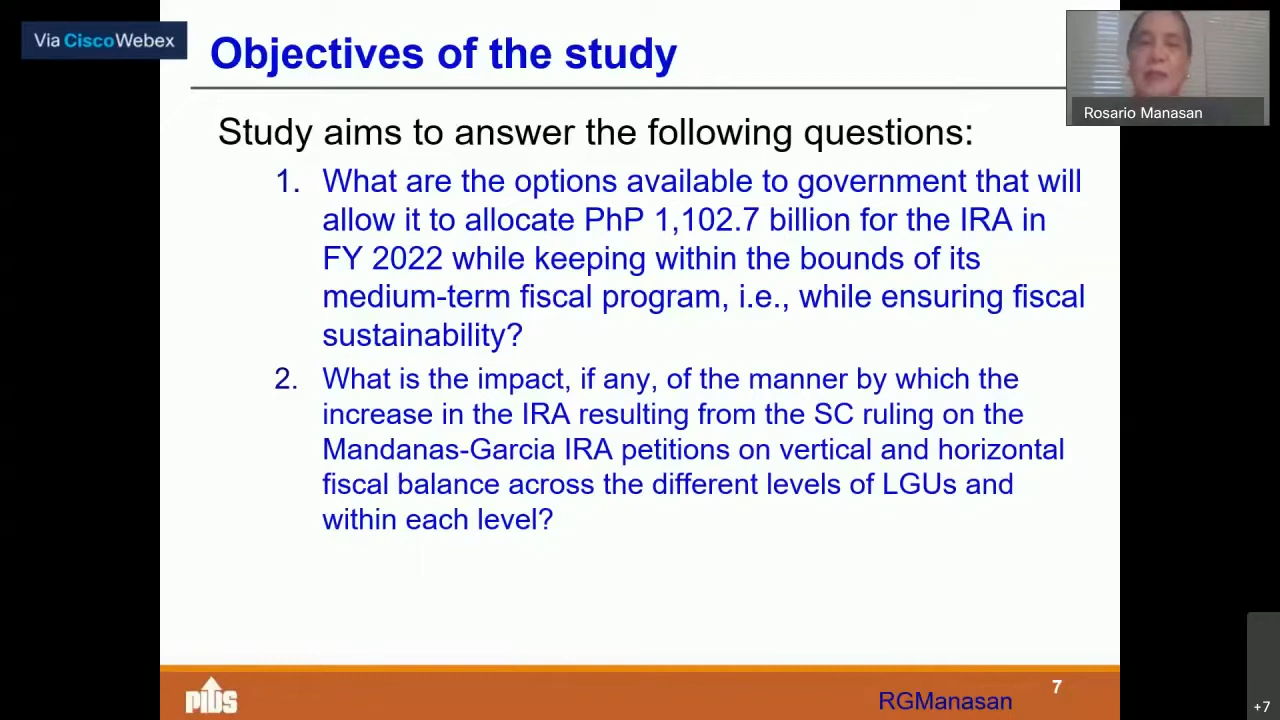 Via Cisco Webex
Objectives of the study
Rosario Manasan
Study aims to answer the following questions:
1. What are the options available to government that will
allow it to allocate PhP 1,102.7 billion for the IRA in
FY 2022 while keeping within the bounds of its
medium-term fiscal program, i.e., while ensuring fiscal
sustainability?
2. What is the impact, if any, of the manner by which the
increase in the IRA resulting from the SC ruling on the
Mandanas-Garcia IRA petitions on vertical and horizontal
fiscal balance across the different levels of LGUs and
within each level?
PIDS
RGManasan
7
+7